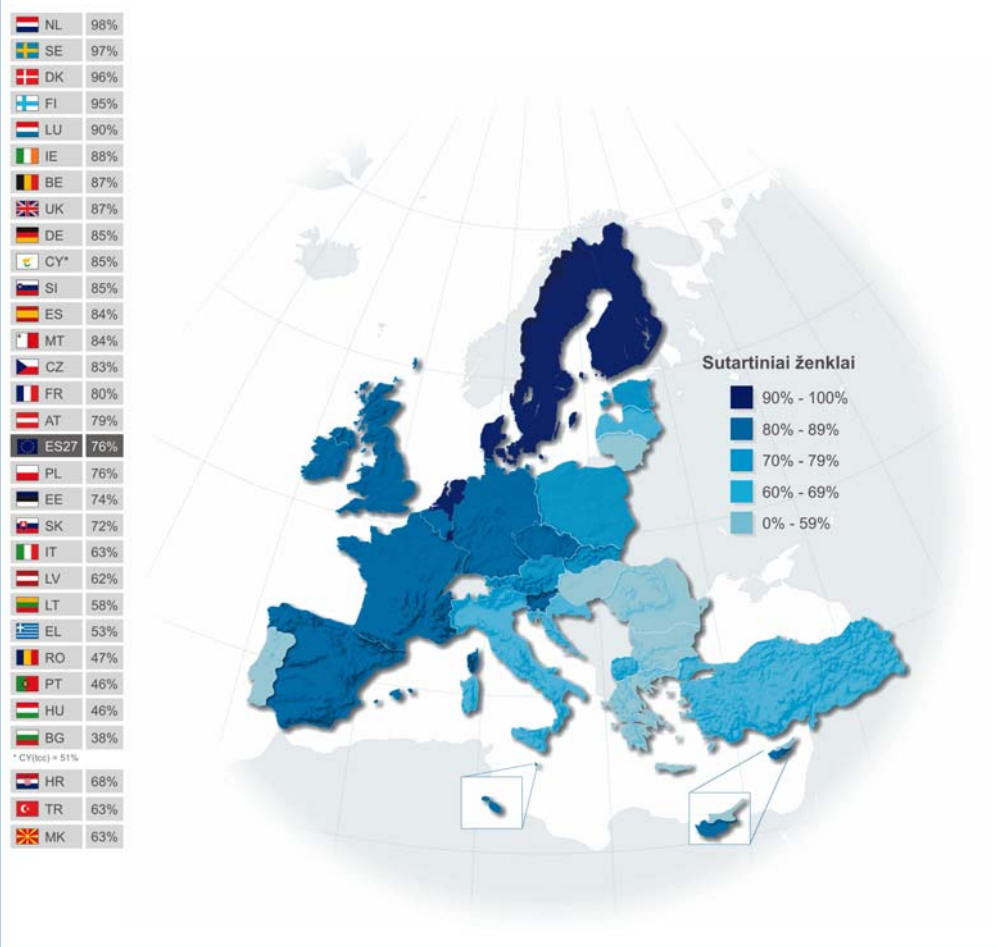 NL 98%
SE 97%
DK 96%
FI 95%
LU 90%
IE 88%
BE 87%
UK 87%
DE 85%
CY* 85%
SI 85%
ES 84%
MT 84%
CZ 83%
FR 80%
AT 79%
ES27 76%
PL 76%
EE 74%
SK 72%
IT 63%
LV 62%
LT 58%
EL 53%
RO 47%
PT 46%
HU 46%
BG 38%
* CY(tcc) = 51%
HR 68%
TR 63%
MK 63%
Sutartiniai ženklai
90% - 100%
80% - 89%
70% - 79%
60% - 69%
0% - 59%